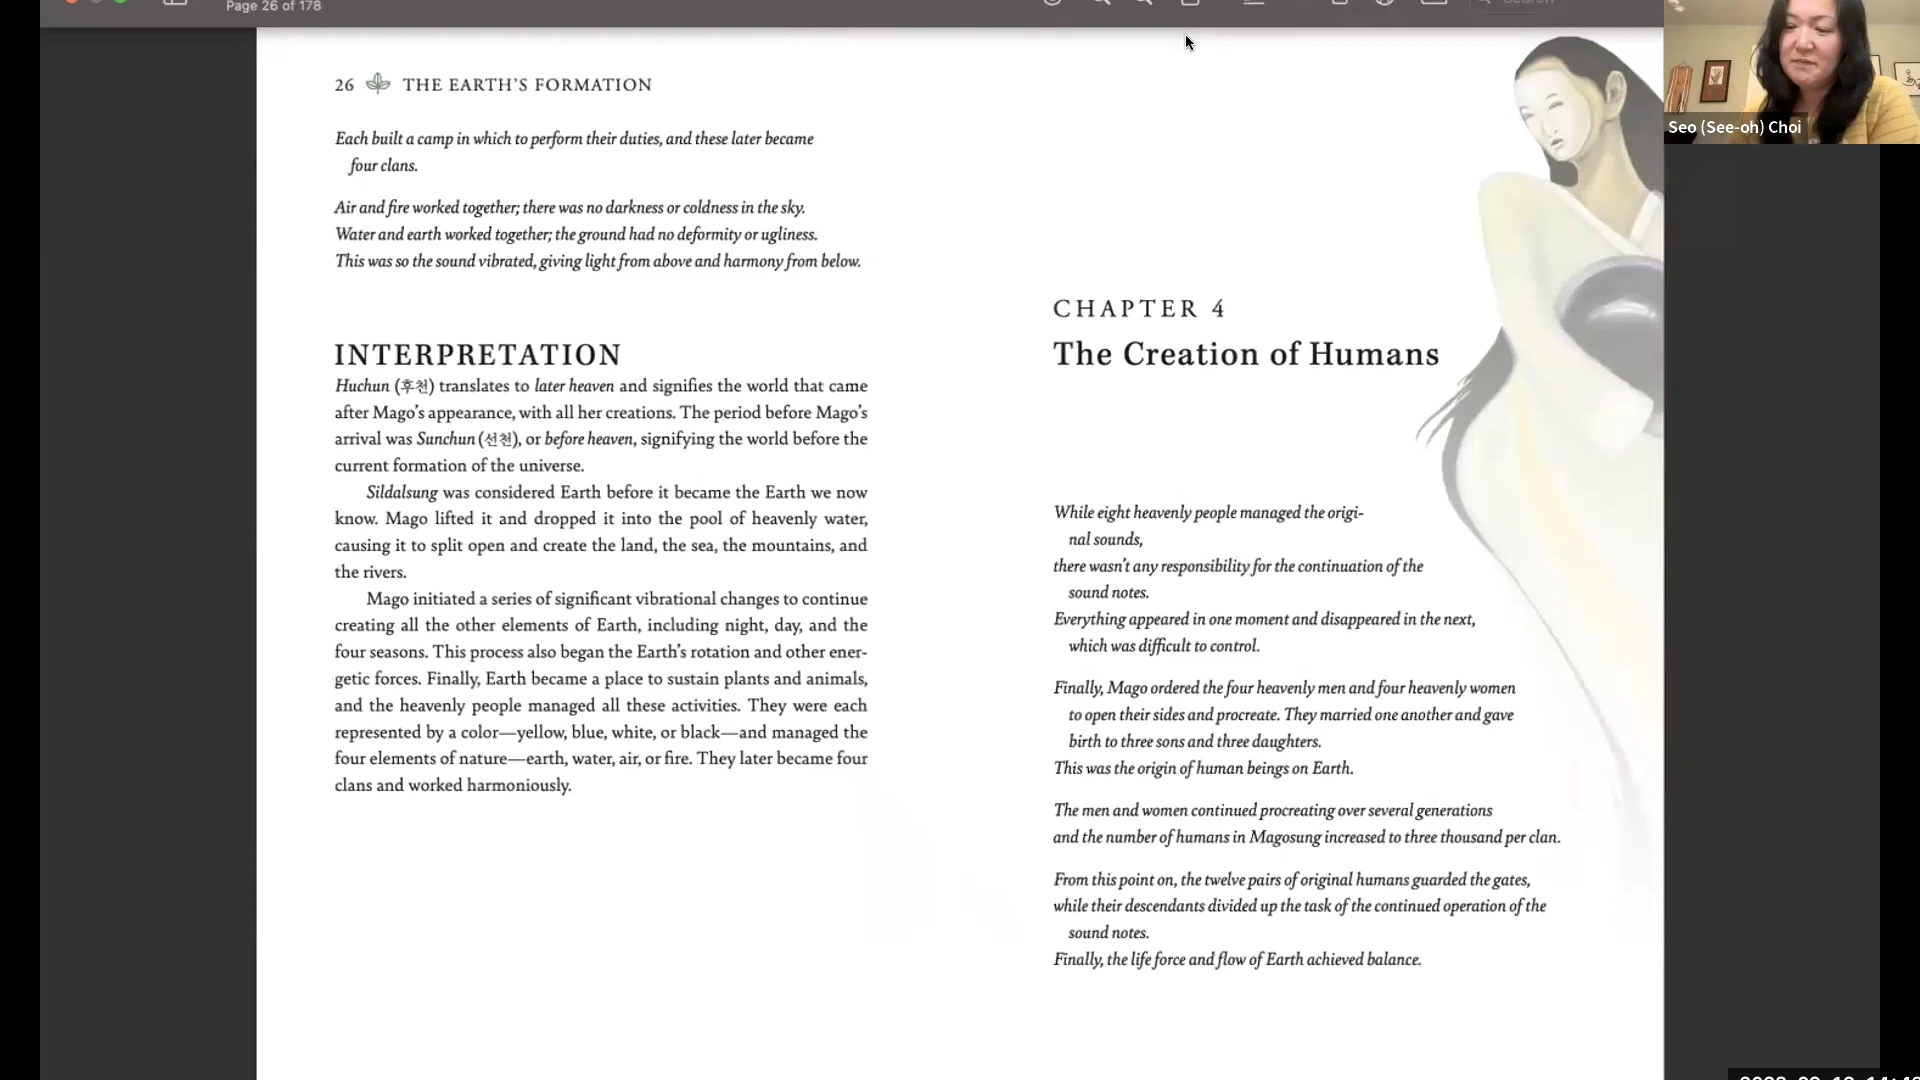 Page 26 of 178
Search
Seo (See-oh) Choi
26 THE EARTH'S FORMATION
Each built a camp in which to perform their duties, and these later became
four clans.
Air and fire worked together; there was no darkness or coldness in the sky.
Water and earth worked together; the ground had no deformity or ugliness.
This was so the sound vibrated, giving light from above and harmony from below.
INTERPRETATION
Huchun (후천) translates to later heaven and signifies the world that came
after Mago's appearance, with all her creations. The period before Mago's
arrival was Sunchun (선천), or before heaven, signifying the world before the
current formation of the universe.
Sildalsung was considered Earth before it became the Earth we now
know. Mago lifted it and dropped it into the pool of heavenly water,
causing it to split open and create the land, the sea, the mountains, and
the rivers.
Mago initiated a series of significant vibrational changes to continue
creating all the other elements of Earth, including night, day, and the
four seasons. This process also began the Earth's rotation and other ener-
getic forces. Finally, Earth became a place to sustain plants and animals,
and the heavenly people managed all these activities. They were each
represented by a color—yellow, blue, white, or black—and managed the
four elements of nature—earth, water, air, or fire. They later became four
clans and worked harmoniously.
CHAPTER 4
The Creation of Humans
While eight heavenly people managed the origi-
nal sounds,
there wasn't any responsibility for the continuation of the
sound notes.
Everything appeared in one moment and disappeared in the next,
which was difficult to control.
Finally, Mago ordered the four heavenly men and four heavenly women
to open their sides and procreate. They married one another and gave
birth to three sons and three daughters.
This was the origin of human beings on Earth.
The men and women continued procreating over several generations
and the number of humans in Magosung increased to three thousand per clan.
From this point on, the twelve pairs of original humans guarded the gates,
while their descendants divided up the task of the continued operation of the
sound notes.
Finally, the life force and flow of Earth achieved balance.